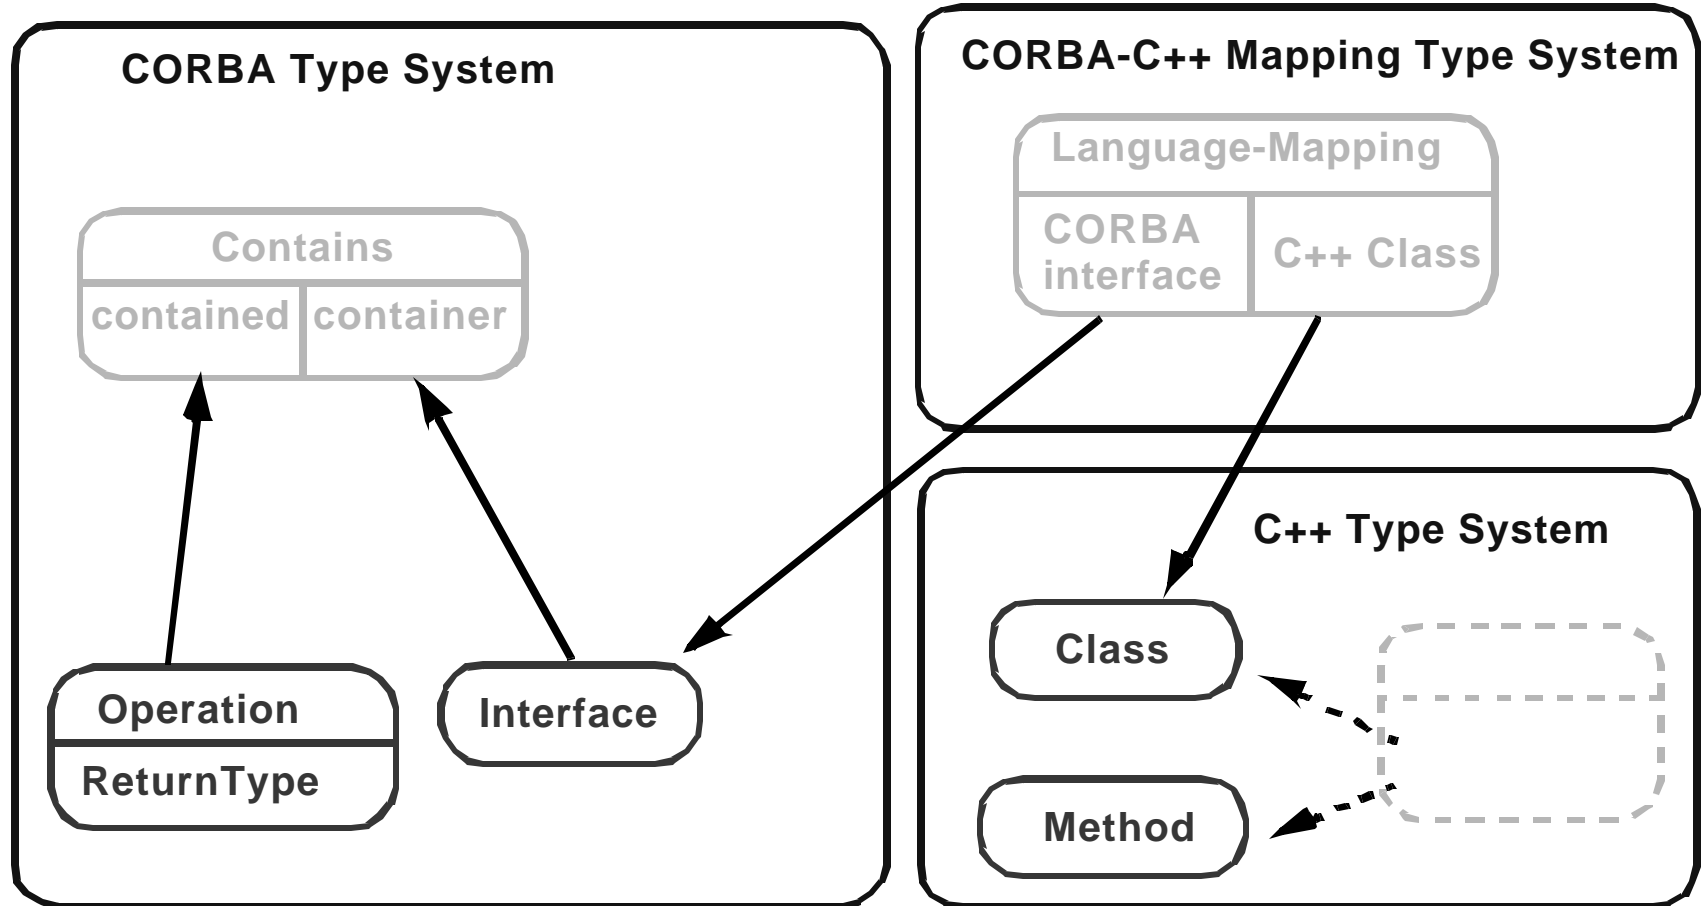 CORBA Type System
Contains
contained
container
Operation
ReturnType
Interface
CORBA-C++ Mapping Type System
Language-Mapping
CORBA
interface
C++ Class
C++ Type System
Class
Method